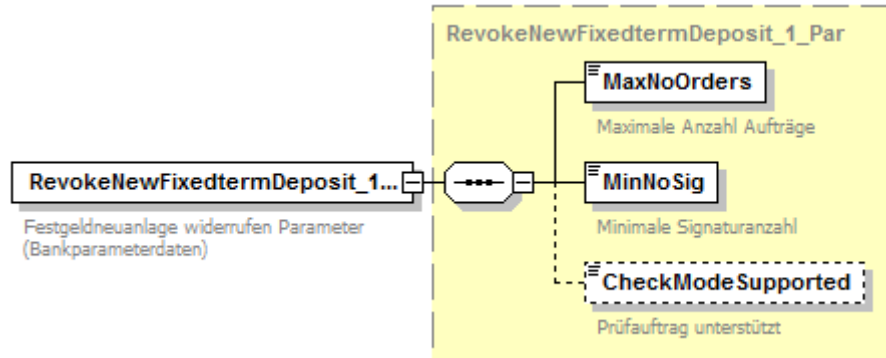 RevokeNewFixedtermDeposit_1_Par
MaxNoOrders
Maximale Anzahl Aufträge
RevokeNewFixedtermDeposit_1...
Festgeldneuanlage widerrufen Parameter
(Bankparameterdaten)
MinNoSig
Minimale Signaturanzahl
CheckModeSupported
Prüfauftrag unterstützt